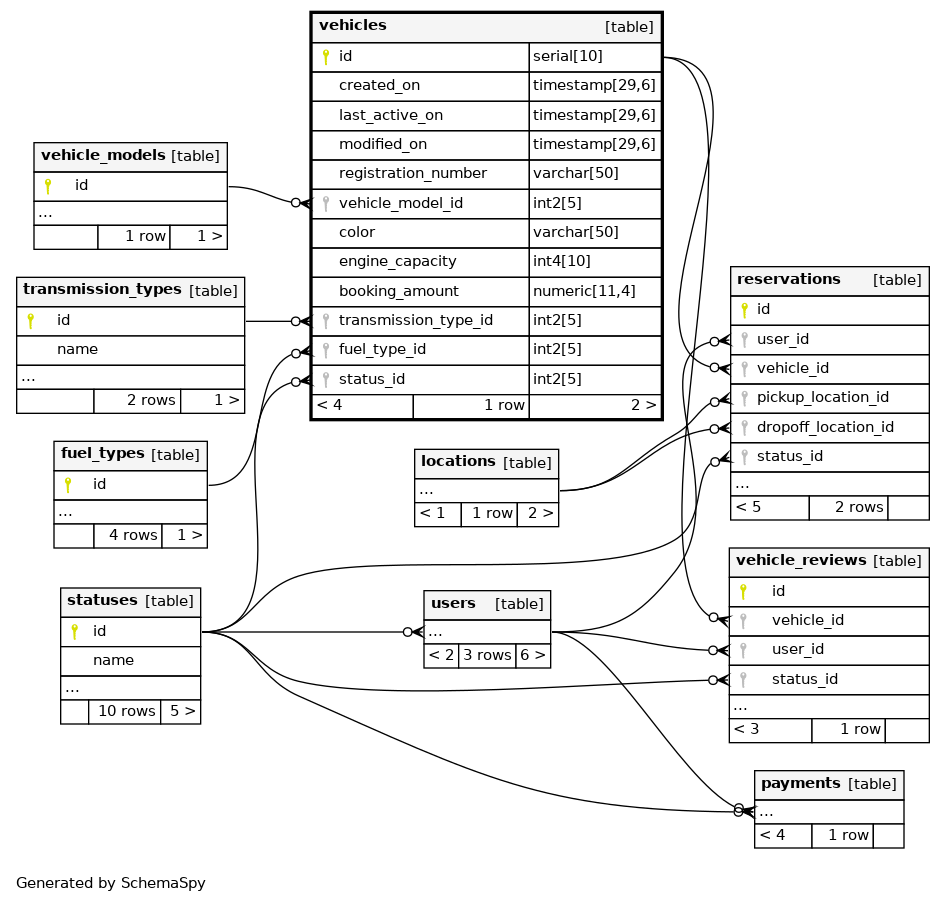 vehicles [table]
id serial[10]
created_on timestamp[29,6]
last_active_on timestamp[29,6]
modified_on timestamp[29,6]
registration_number varchar[50]
vehicle_model_id int2[5]
color varchar[50]
engine_capacity int4[10]
booking_amount numeric[11,4]
transmission_type_id int2[5]
fuel_type_id int2[5]
status_id int2[5]
< 4 1 row 2 >
vehicle_models [table]
id
...
1 row 1 >
transmission_types [table]
id
name
...
2 rows 1 >
fuel_types [table]
id
...
4 rows 1 >
statuses [table]
id
name
...
10 rows 5 >
locations [table]
...
< 1 1 row 2 >
users [table]
...
< 2 3 rows 6 >
reservations [table]
id
user_id
vehicle_id
pickup_location_id
dropoff_location_id
status_id
...
< 5 2 rows
vehicle_reviews [table]
id
vehicle_id
user_id
status_id
...
< 3 1 row
payments [table]
...
< 4 1 row
Generated by SchemaSpy